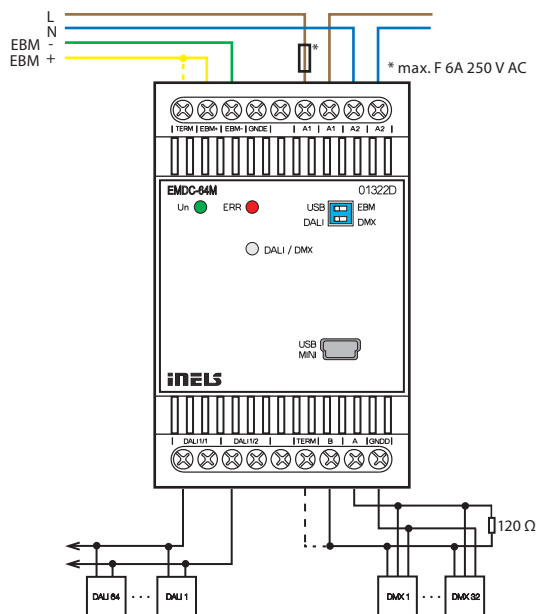 L
N
EBM -
EBM +
*
* max. F 6A 250 V AC
TERM EBM+ EBM- GNDE A1 A1 A2 A2
EMDC-64M 01322D
Un ERR USB EBM
DALI DMX
DALI / DMX
USB
MINI
iNELS
DALI1/1 DALI1/2 TERM B A GNDD
120 Ω
DALI 64 · · · DALI 1 DMX 1 · · · DMX 32